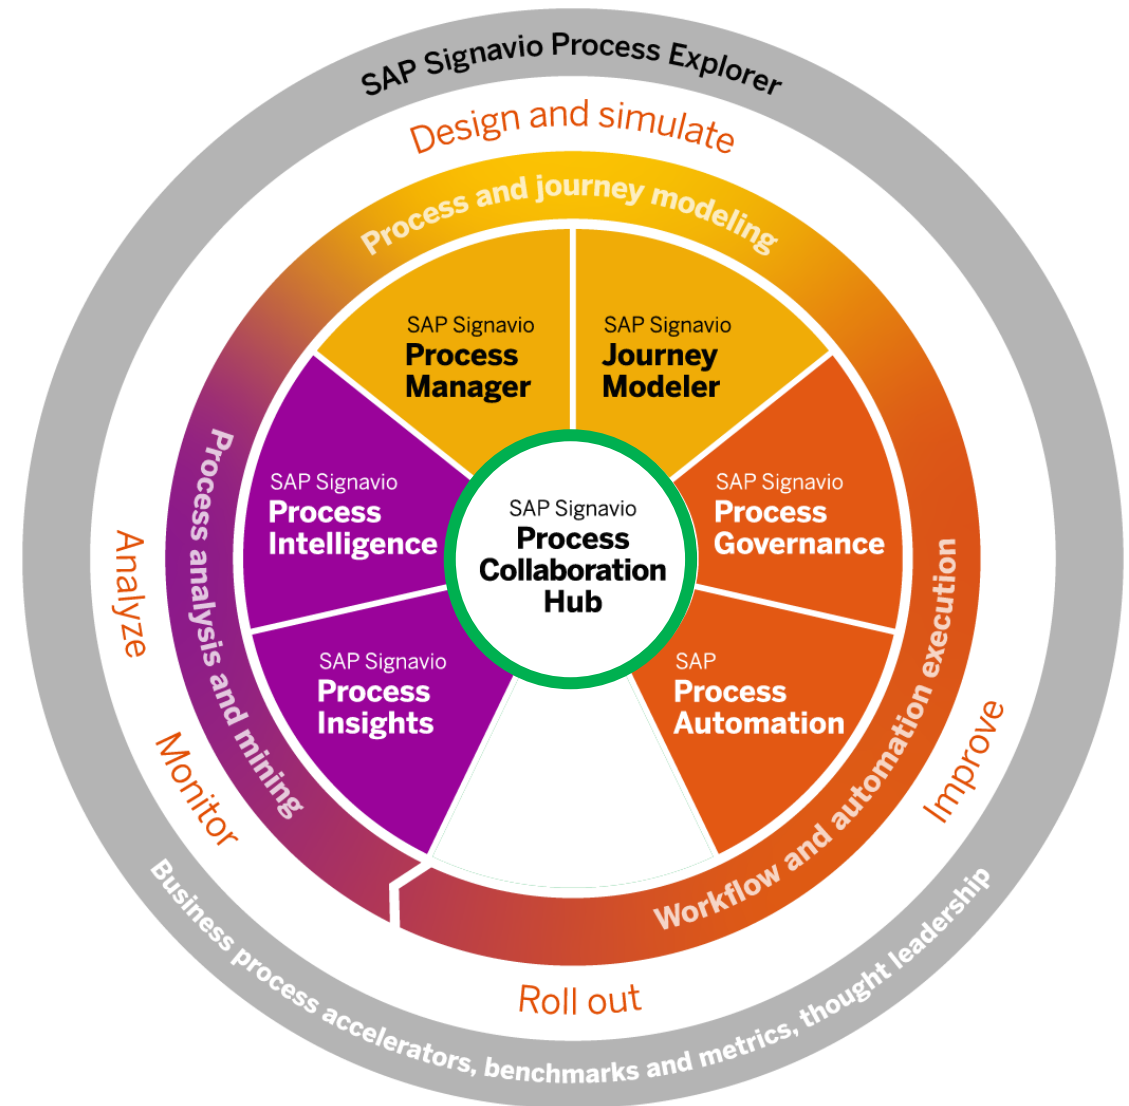 SAP Signavio Process Explorer
Design and simulate
Process and journey modeling
SAP Signavio
Process
Manager
SAP Signavio
Journey
Modeler
SAP Signavio
Process
Intelligence
SAP Signavio
Process
Collaboration
Hub
SAP Signavio
Process
Governance
SAP Signavio
Process
Insights
SAP
Process
Automation
Process analysis and mining
Workflow and automation execution
Analyze
Monitor
Improve
Roll out
Business process accelerators, benchmarks and metrics, thought leadership